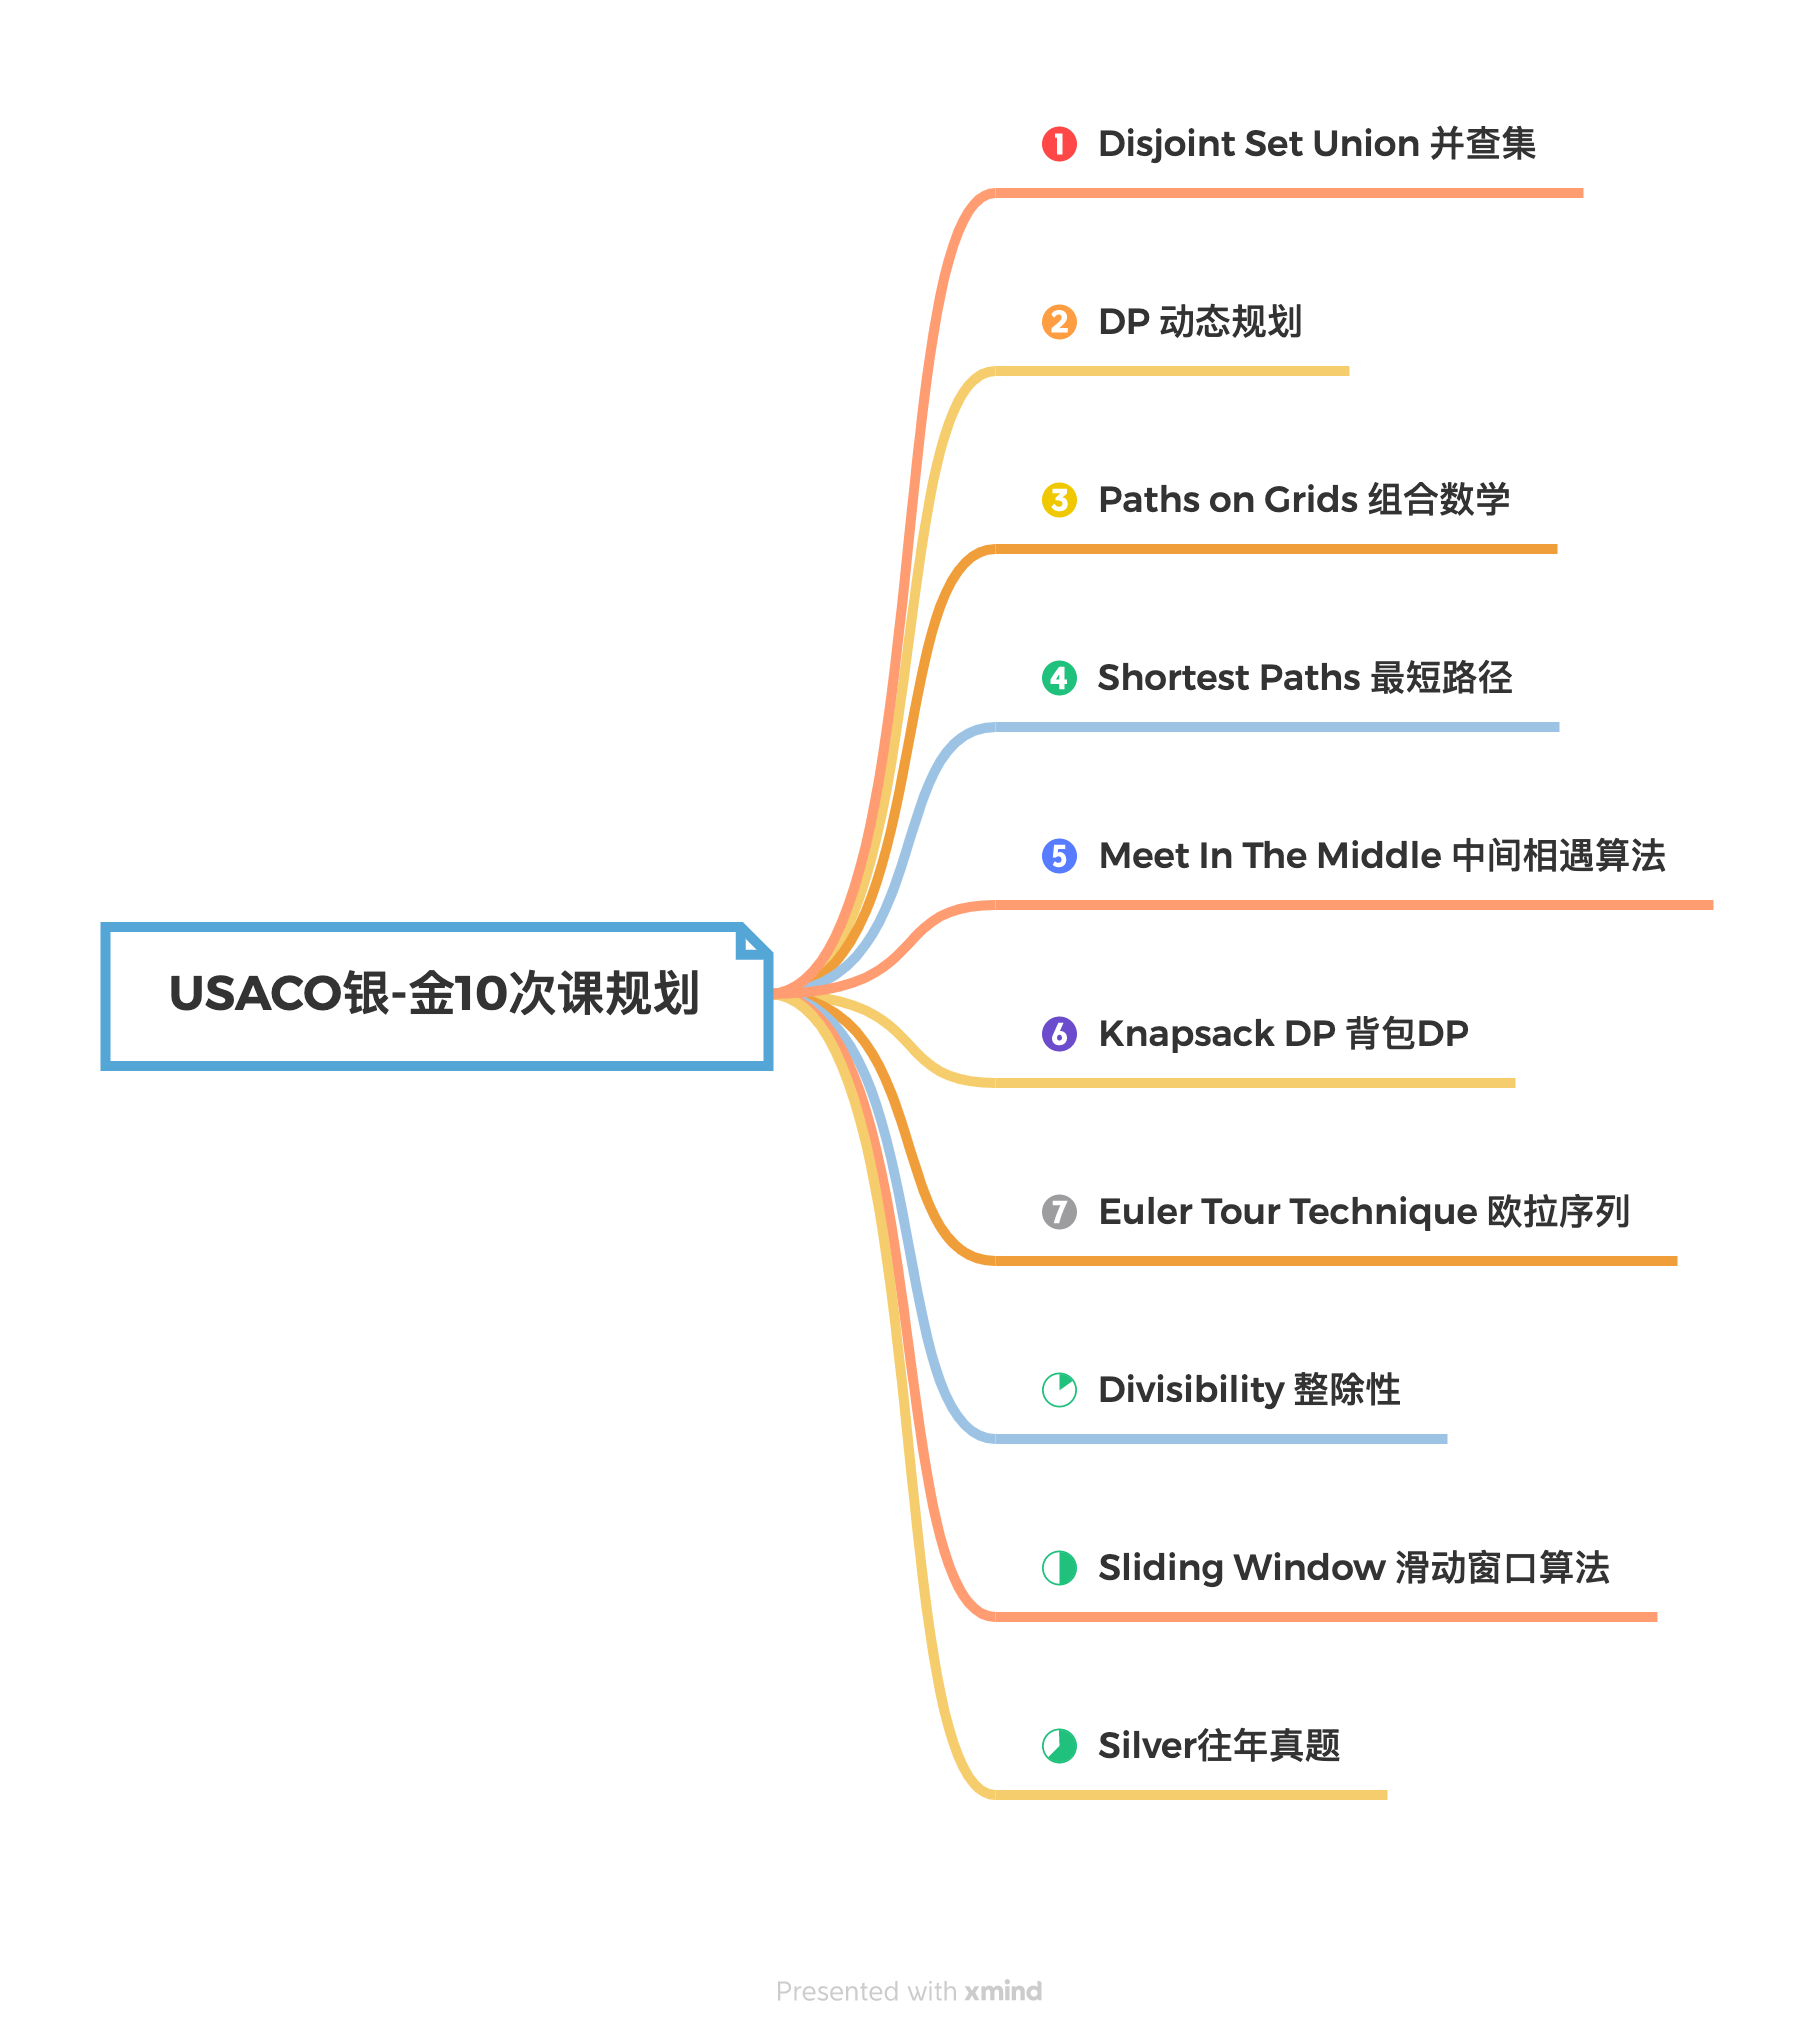 1 Disjoint Set Union 并查集
2 DP 动态规划
3 Paths on Grids 组合数学
4 Shortest Paths 最短路径
5 Meet In The Middle 中间相遇算法
USACO银-金10次课规划
6 Knapsack DP 背包DP
7 Euler Tour Technique 欧拉序列
Divisibility 整除性
Sliding Window 滑动窗口算法
Silver往年真题
Presented with xmind